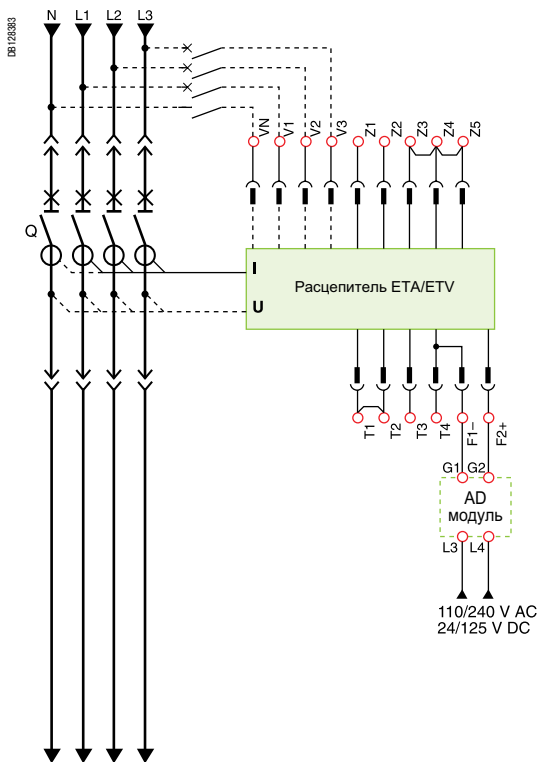 DB128383
N L1 L2 L3
VN V1 V2 V3 Z1 Z2 Z3 Z4 Z5
Q
I
Расцепитель ETA/ETV
U
T1 T2 T3 T4 F1− F2+
G1 G2
AD
модуль
L3 L4
110/240 V AC
24/125 V DC